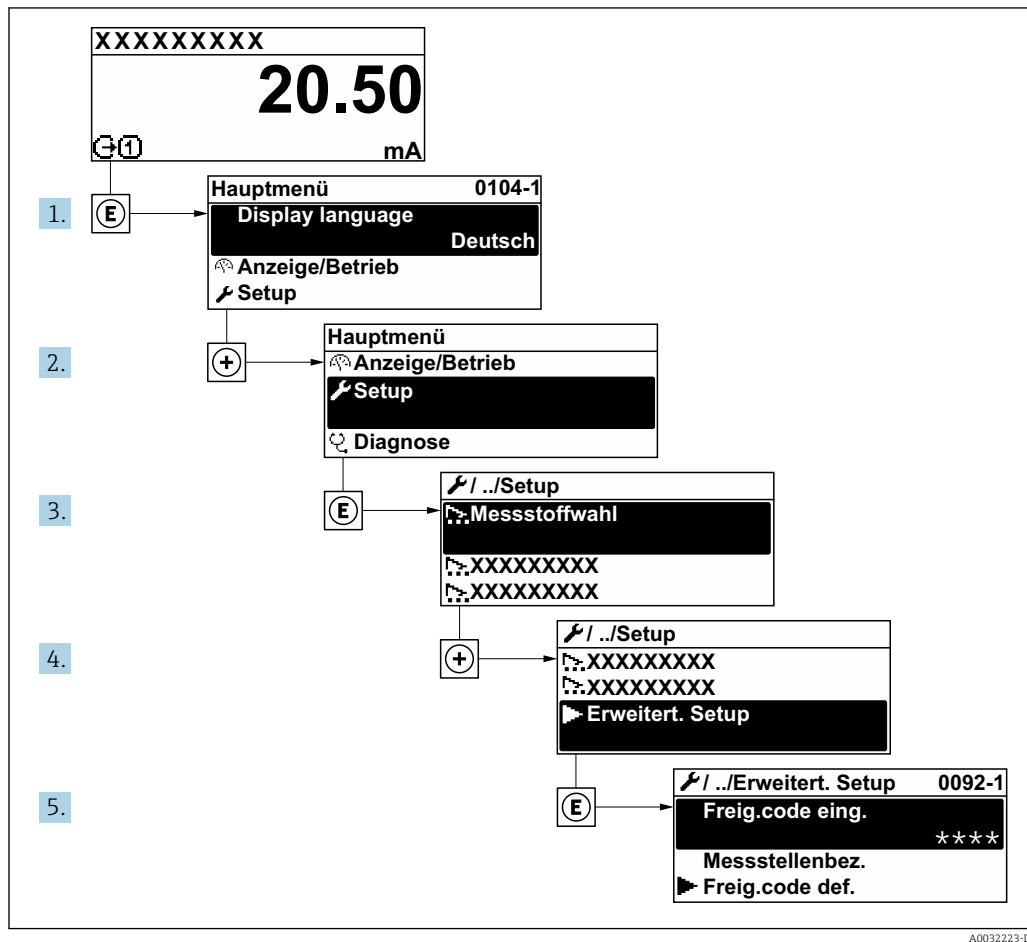 XXXXXXXXX
20.50
1
mA
1.
E
Hauptmenü 0104-1
Display language
Deutsch
Anzeige/Betrieb
Setup
2.
+
Hauptmenü
Anzeige/Betrieb
Setup
Diagnose
3.
E
/ ../Setup
Messstoffwahl
XXXXXXXXX
XXXXXXXXX
4.
+
/ ../Setup
XXXXXXXXX
XXXXXXXXX
Erweitert. Setup
5.
E
/ ../Erweitert. Setup 0092-1
Freig.code eing.
****
Messstellenbez.
Freig.code def.